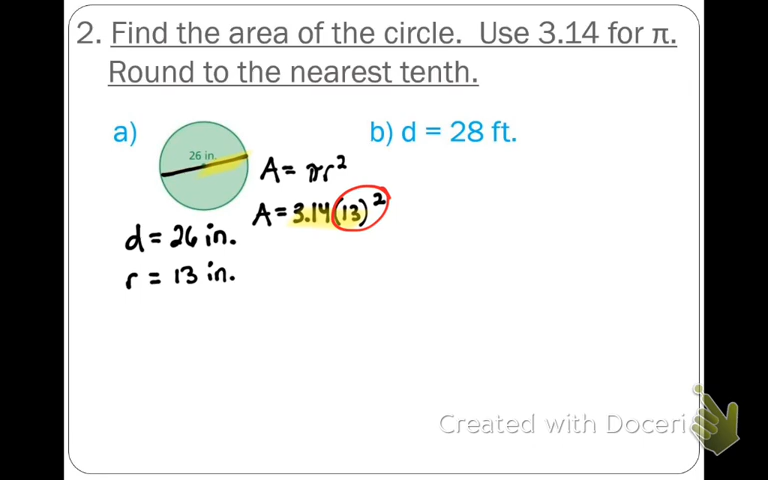 2. Find the area of the circle. Use 3.14 for π.
Round to the nearest tenth.
a)
26 in.
b) d = 28 ft.
A = πr²
A = 3.14(13)²
d = 26 in.
r = 13 in.
Created with Doceri